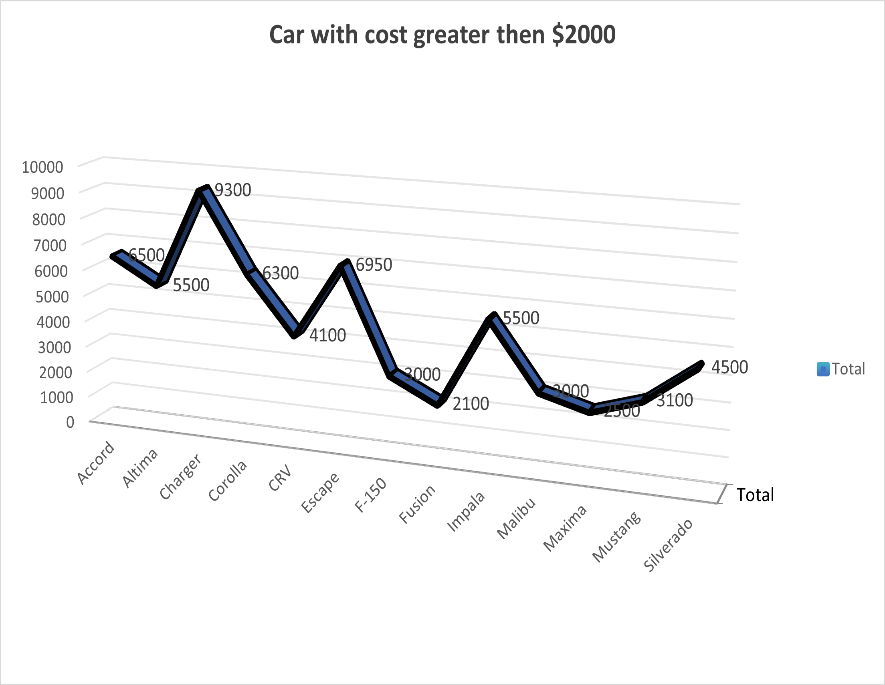 Car with cost greater then $2000
10000
9000
8000
7000
6000
5000
4000
3000
2000
1000
0
6500
5500
9300
6300
4100
6950
3000
2100
5500
3000
2500
3100
4500
Accord
Altima
Charger
Corolla
CRV
Escape
F-150
Fusion
Impala
Malibu
Maxima
Mustang
Silverado
Total
Total